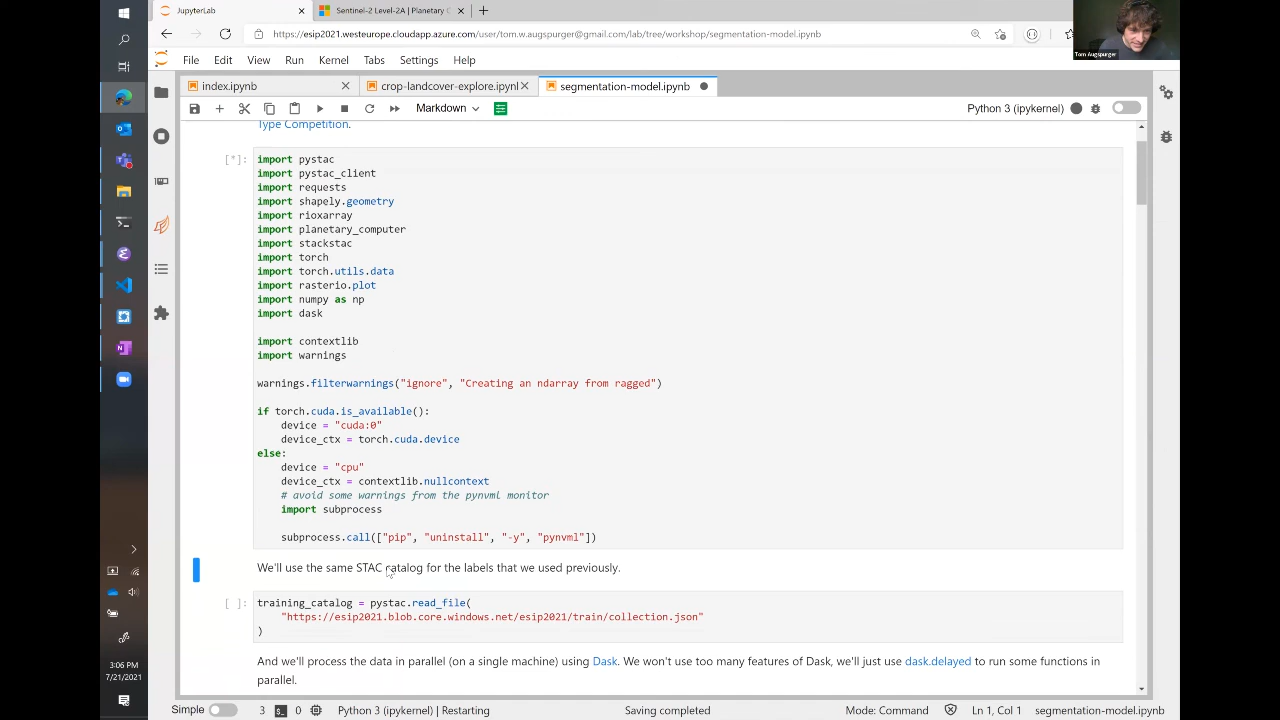 JupyterLab
Sentinel-2 Level-2A | Planetary C
https://esip2021.westeurope.cloudapp.azure.com/user/tom.w.augspurger@gmail.com/lab/tree/workshop/segmentation-model.ipynb
Tom Augspurger
File Edit View Run Kernel Tabs Settings Help
index.ipynb
crop-landcover-explore.ipynb
segmentation-model.ipynb
Markdown
Python 3 (ipykernel)
Type Competition.
[*]:
import pystac
import pystac_client
import requests
import shapely.geometry
import rioxarray
import planetary_computer
import stackstac
import torch
import torch.utils.data
import rasterio.plot
import numpy as np
import dask
import contextlib
import warnings
warnings.filterwarnings("ignore", "Creating an ndarray from ragged")
if torch.cuda.is_available():
device = "cuda:0"
device_ctx = torch.cuda.device
else:
device = "cpu"
device_ctx = contextlib.nullcontext
# avoid some warnings from the pynvml monitor
import subprocess
subprocess.call(["pip", "uninstall", "-y", "pynvml"])
We'll use the same STAC catalog for the labels that we used previously.
[ ]:
training_catalog = pystac.read_file(
"https://esip2021.blob.core.windows.net/esip2021/train/collection.json"
)
And we'll process the data in parallel (on a single machine) using Dask. We won't use too many features of Dask, we'll just use dask.delayed to run some functions in
parallel.
3:06 PM
7/21/2021
Simple 3 0 Python 3 (ipykernel) | Restarting Saving completed Mode: Command Ln 1, Col 1 segmentation-model.ipynb